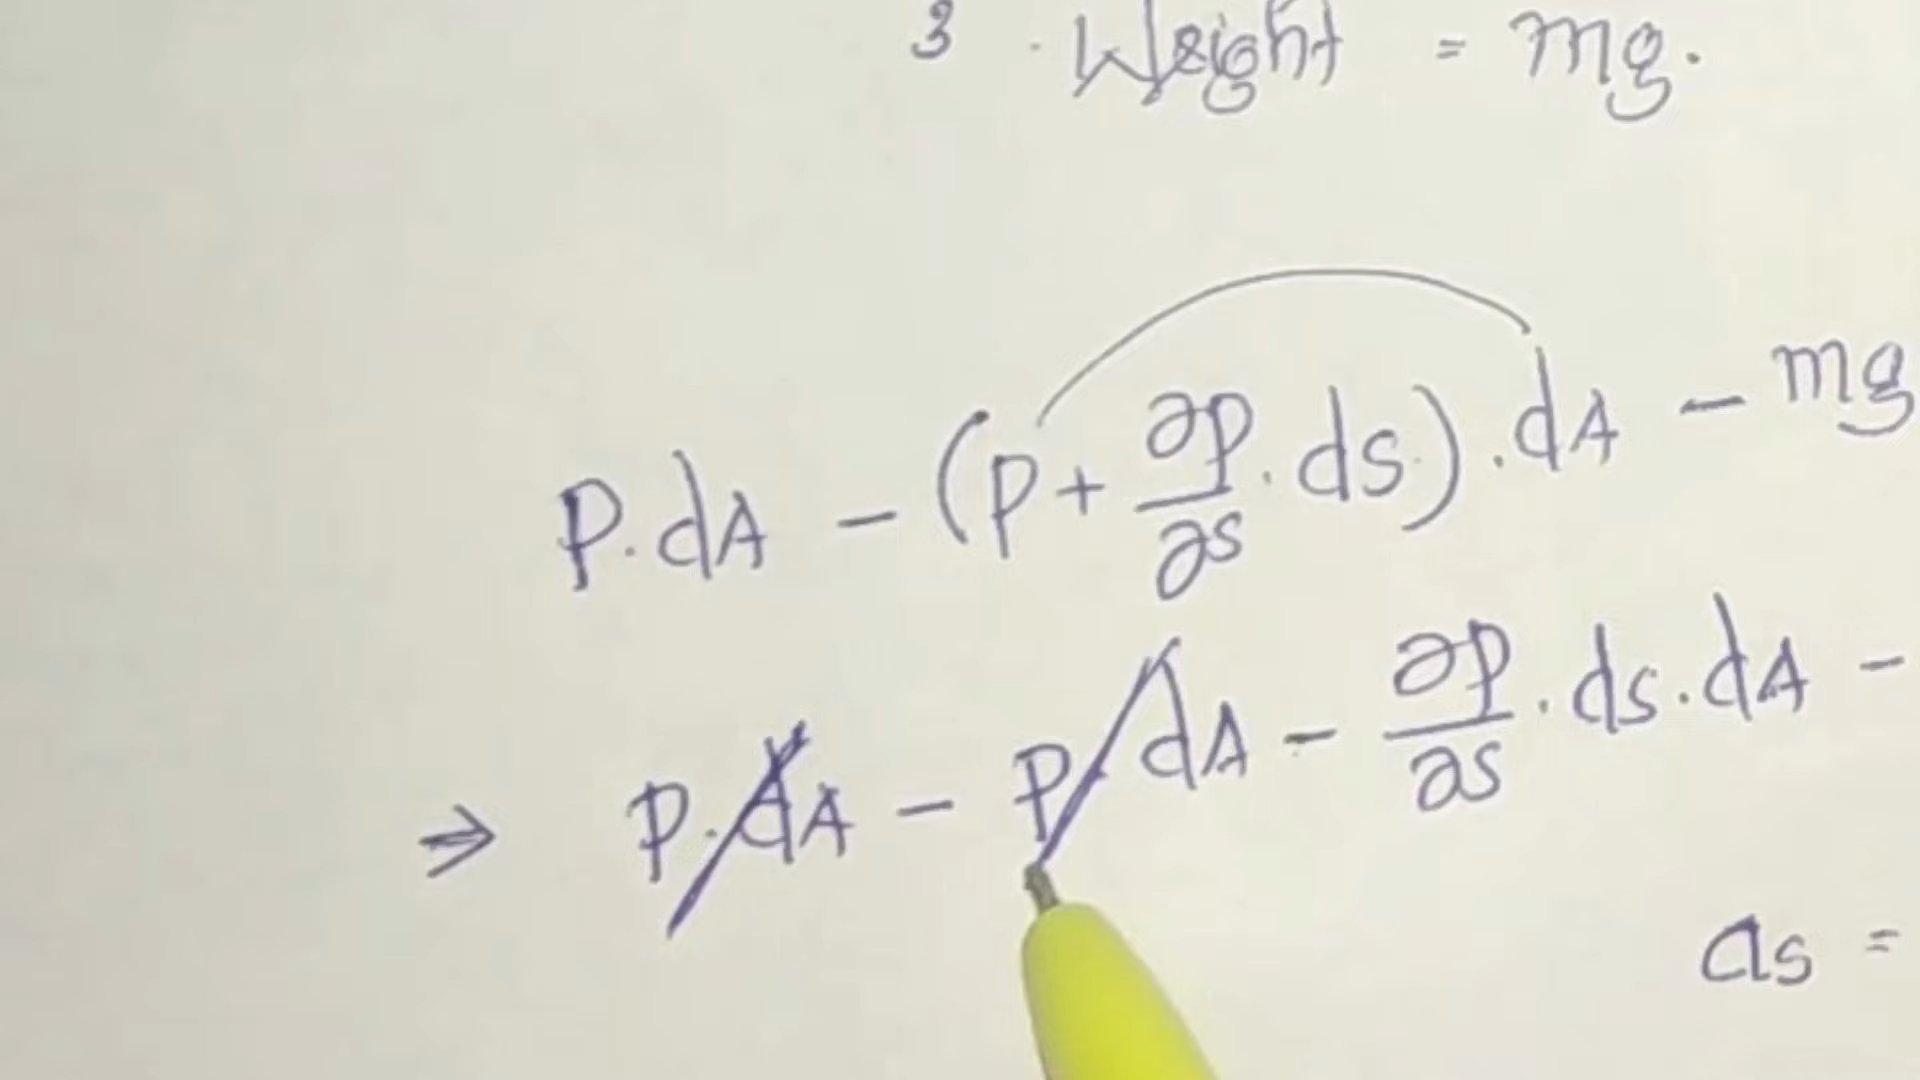 3. Weight = mg.
P.dA - (P + ∂P/∂s . ds) . dA - mg
⇒ P.dA - P.dA - ∂P/∂s . ds . dA -
as =